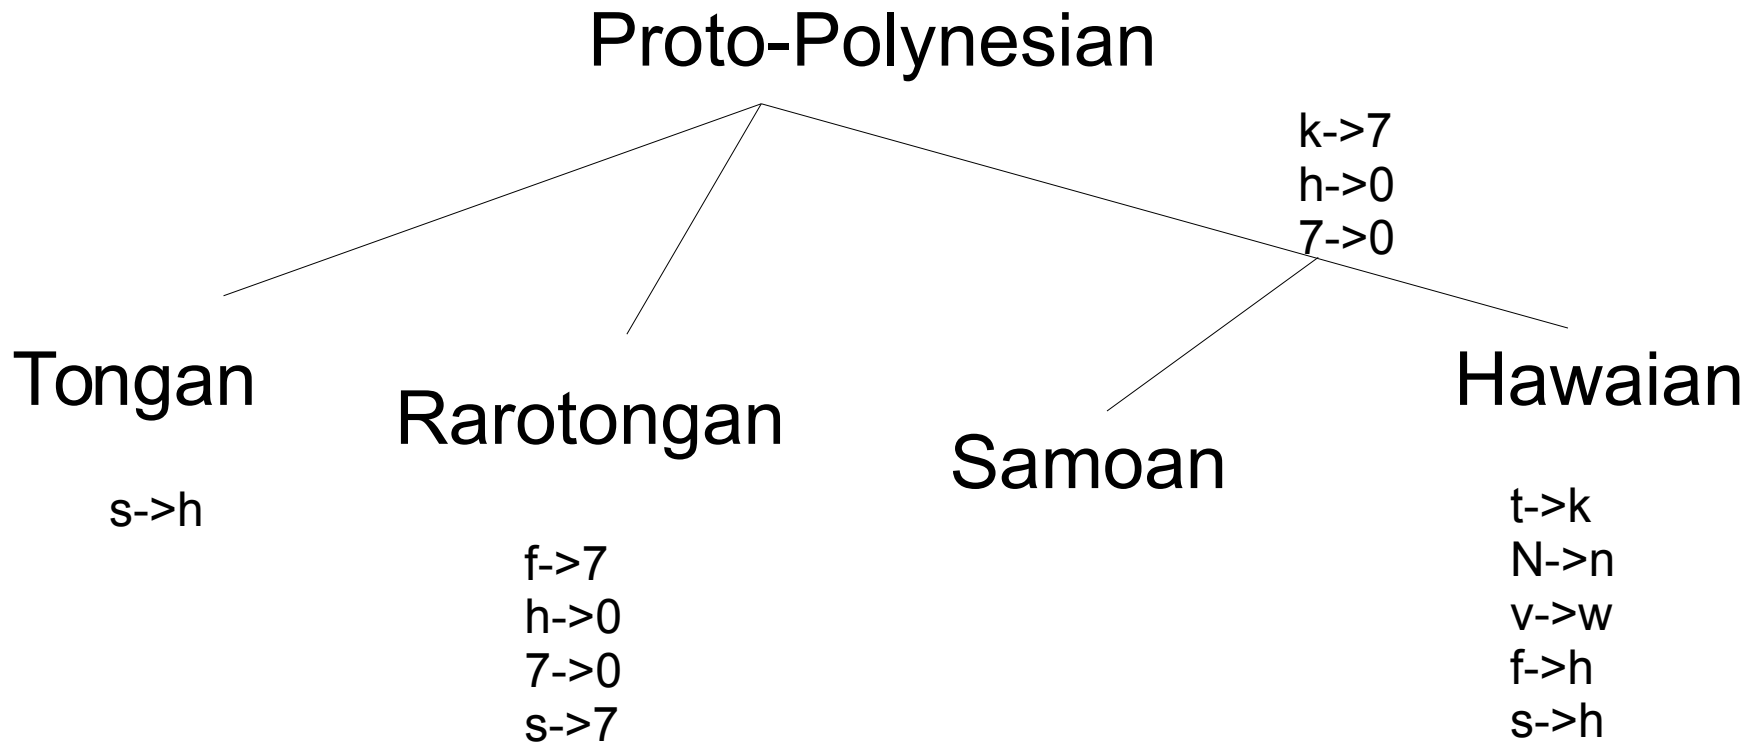 Proto-Polynesian
k->7
h->0
7->0
Tongan
Rarotongan
Samoan
Hawaian
s->h
f->7
h->0
7->0
s->7
t->k
N->n
v->w
f->h
s->h